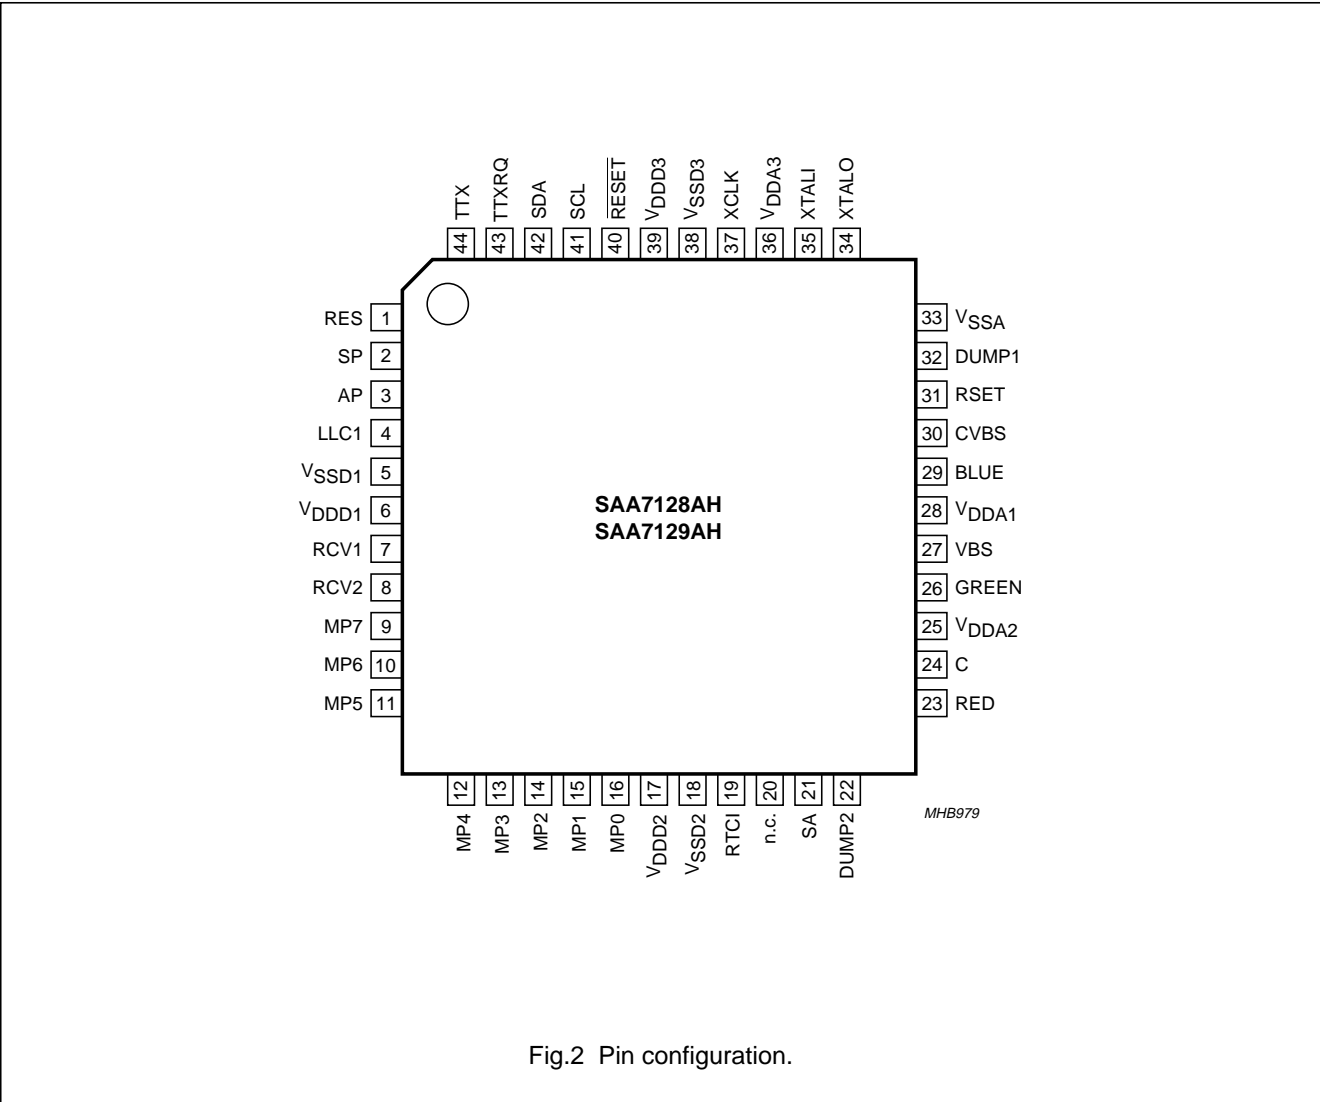 TTX TTXRQ SDA SCL RESET VDDD3 VSSD3 XCLK VDDA3 XTALI XTALO
44 43 42 41 40 39 38 37 36 35 34
RES 1
SP 2
AP 3
LLC1 4
VSSD1 5
VDDD1 6
RCV1 7
RCV2 8
MP7 9
MP6 10
MP5 11
SAA7128AH
SAA7129AH
33 VSSA
32 DUMP1
31 RSET
30 CVBS
29 BLUE
28 VDDA1
27 VBS
26 GREEN
25 VDDA2
24 C
23 RED
12 13 14 15 16 17 18 19 20 21 22
MP4 MP3 MP2 MP1 MP0 VDDD2 VSSD2 RTCI n.c. SA DUMP2
MHB979
Fig.2 Pin configuration.